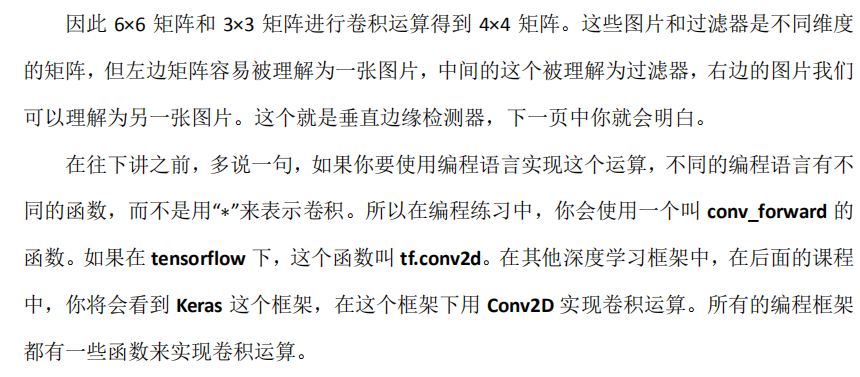 因此 6×6 矩阵和 3×3 矩阵进行卷积运算得到 4×4 矩阵。这些图片和过滤器是不同维度
的矩阵，但左边矩阵容易被理解为一张图片，中间的这个被理解为过滤器，右边的图片我们
可以理解为另一张图片。这个就是垂直边缘检测器，下一页中你就会明白。
在往下讲之前，多说一句，如果你要使用编程语言实现这个运算，不同的编程语言有不
同的函数，而不是用“*”来表示卷积。所以在编程练习中，你会使用一个叫 conv_forward 的
函数。如果在 tensorflow 下，这个函数叫 tf.conv2d。在其他深度学习框架中，在后面的课程
中，你将会看到 Keras 这个框架，在这个框架下用 Conv2D 实现卷积运算。所有的编程框架
都有一些函数来实现卷积运算。